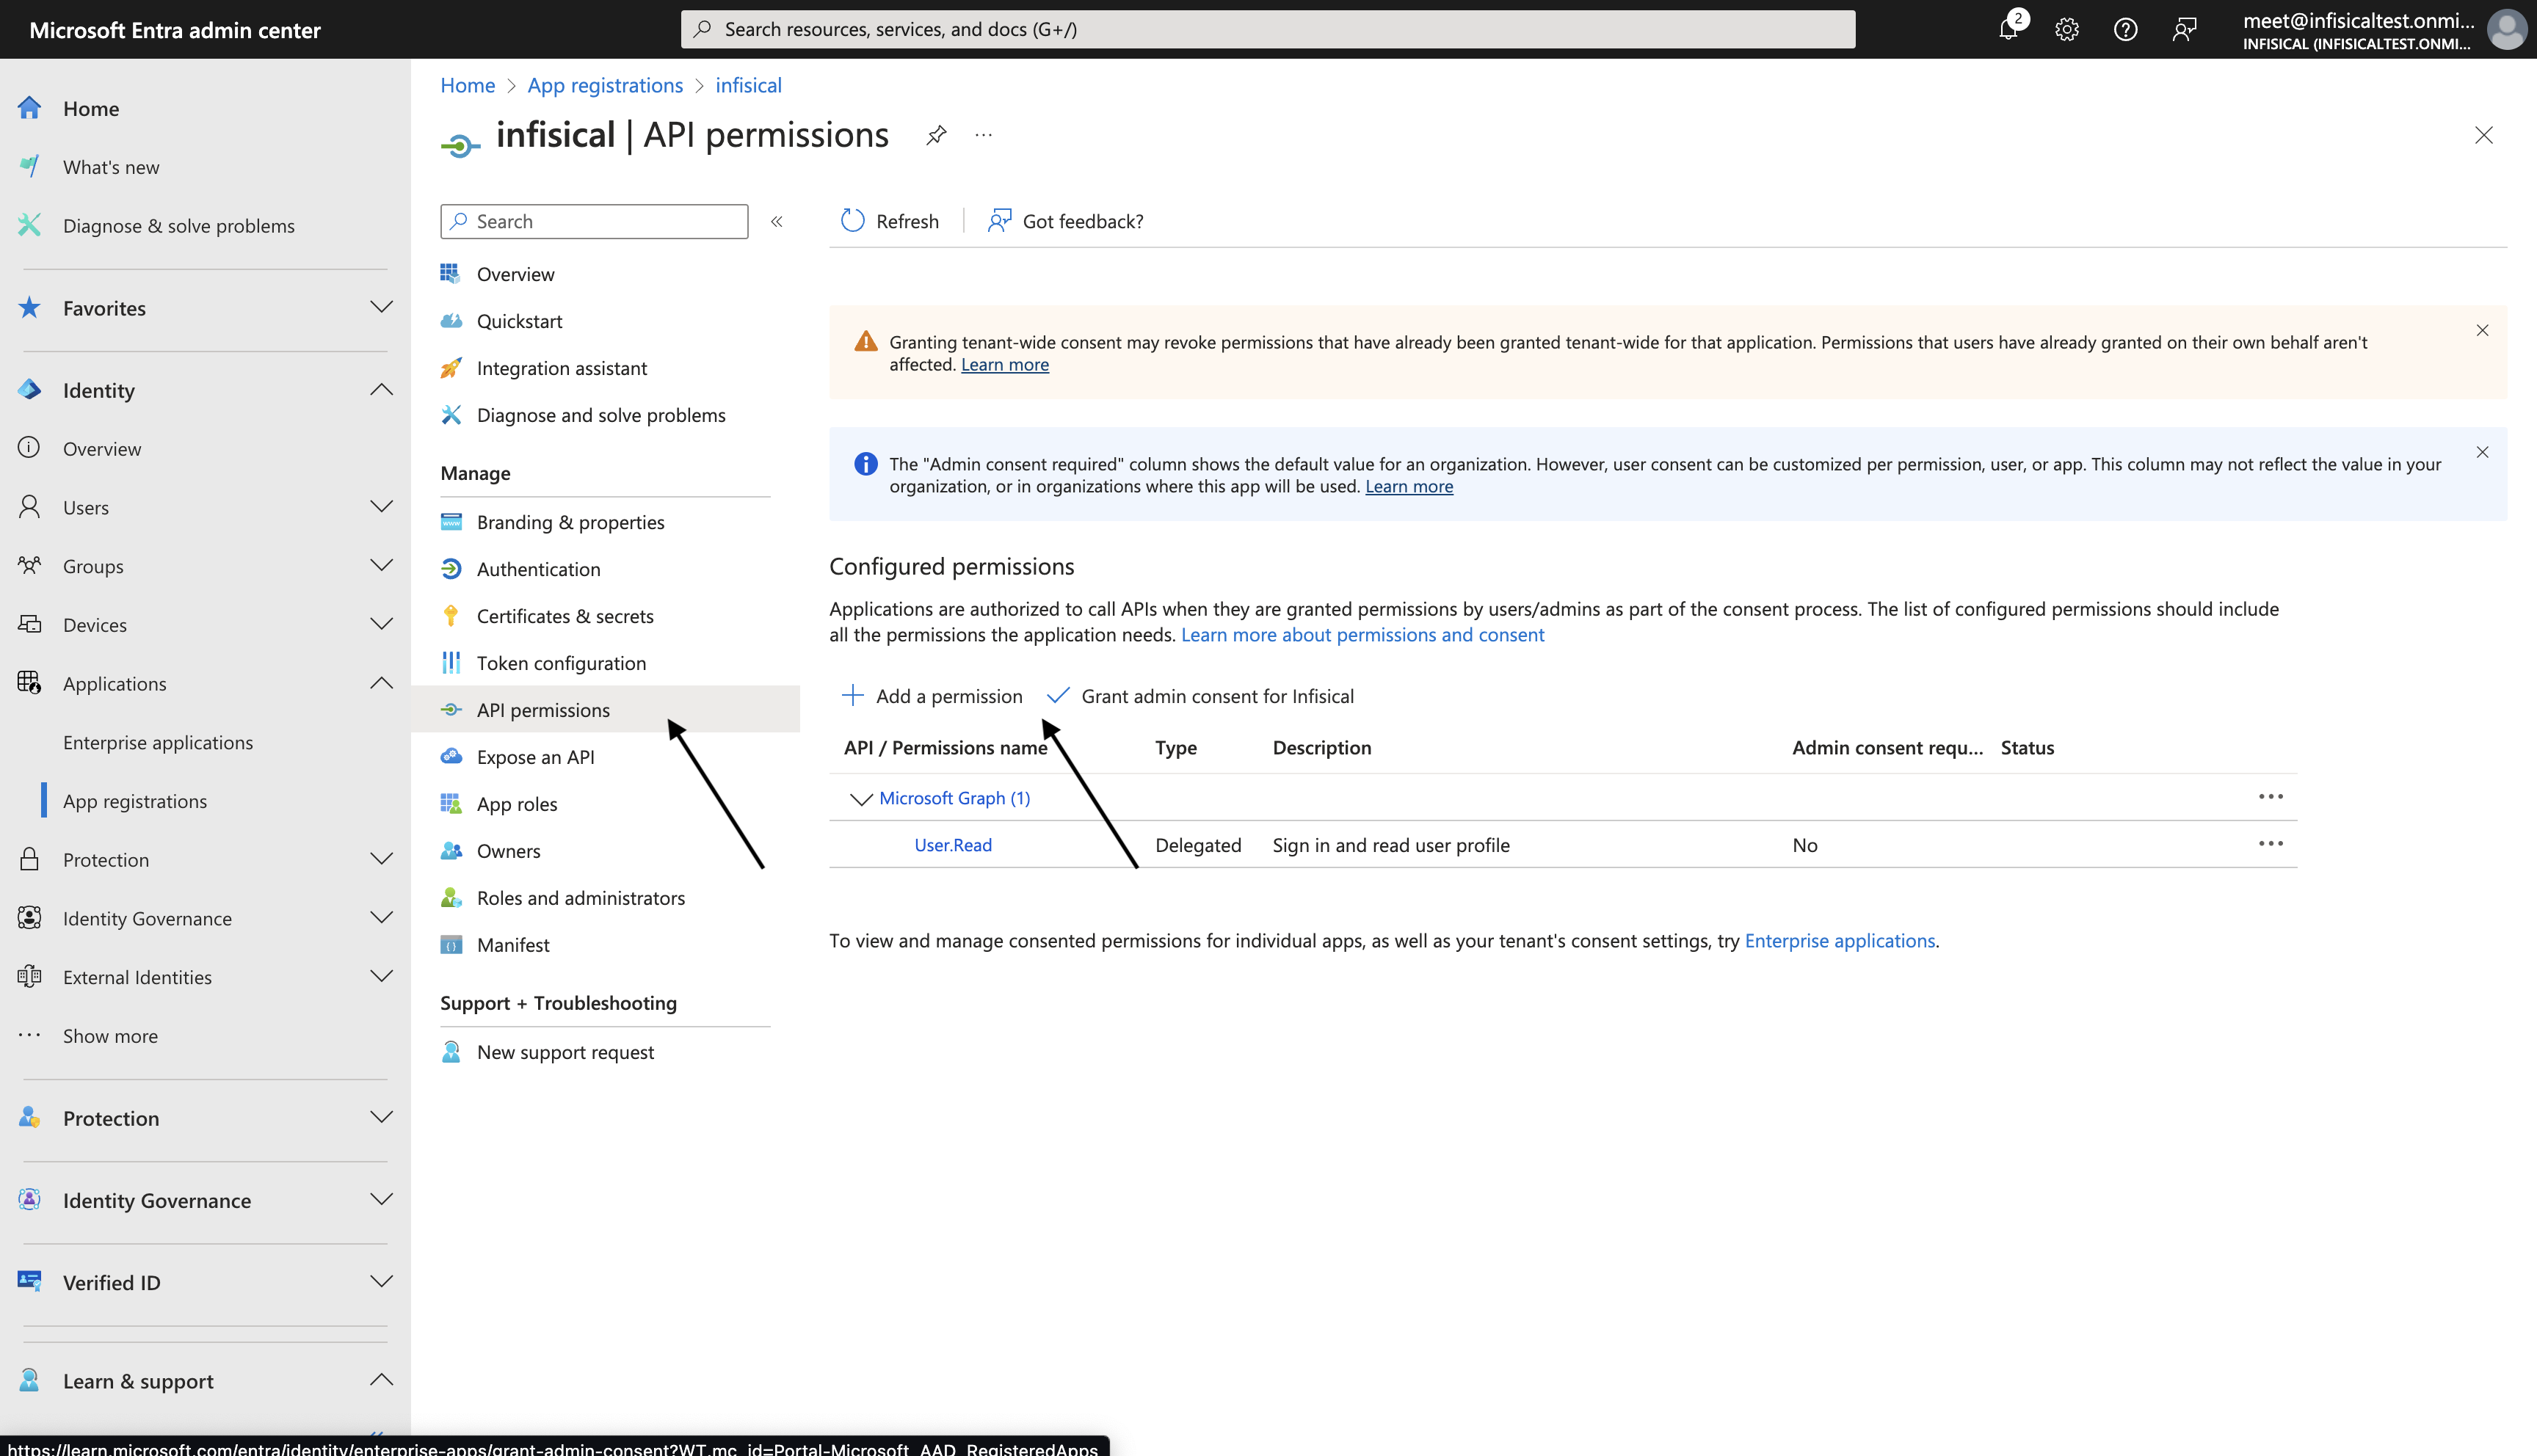 Microsoft Entra admin center
Search resources, services, and docs (G+/)
2
meet@infisicaltest.onmi...
INFISICAL (INFISICALTEST.ONMI...
Home
What's new
Diagnose & solve problems
Favorites
Identity
Overview
Users
Groups
Devices
Applications
Enterprise applications
App registrations
Protection
Identity Governance
External Identities
Show more
Protection
Identity Governance
Verified ID
Learn & support
Home > App registrations > infisical
infisical | API permissions
Search
Overview
Quickstart
Integration assistant
Diagnose and solve problems
Manage
Branding & properties
Authentication
Certificates & secrets
Token configuration
API permissions
Expose an API
App roles
Owners
Roles and administrators
Manifest
Support + Troubleshooting
New support request
Refresh
Got feedback?
Granting tenant-wide consent may revoke permissions that have already been granted tenant-wide for that application. Permissions that users have already granted on their own behalf aren't
affected. Learn more
The "Admin consent required" column shows the default value for an organization. However, user consent can be customized per permission, user, or app. This column may not reflect the value in your
organization, or in organizations where this app will be used. Learn more
Configured permissions
Applications are authorized to call APIs when they are granted permissions by users/admins as part of the consent process. The list of configured permissions should include
all the permissions the application needs. Learn more about permissions and consent
Add a permission
Grant admin consent for Infisical
API / Permissions name Type Description Admin consent requ... Status
Microsoft Graph (1)
User.Read Delegated Sign in and read user profile No
To view and manage consented permissions for individual apps, as well as your tenant's consent settings, try Enterprise applications.
https://learn.microsoft.com/entra/identity/enterprise-apps/grant-admin-consent?WT.mc_id=Portal-Microsoft_AAD_RegisteredApps